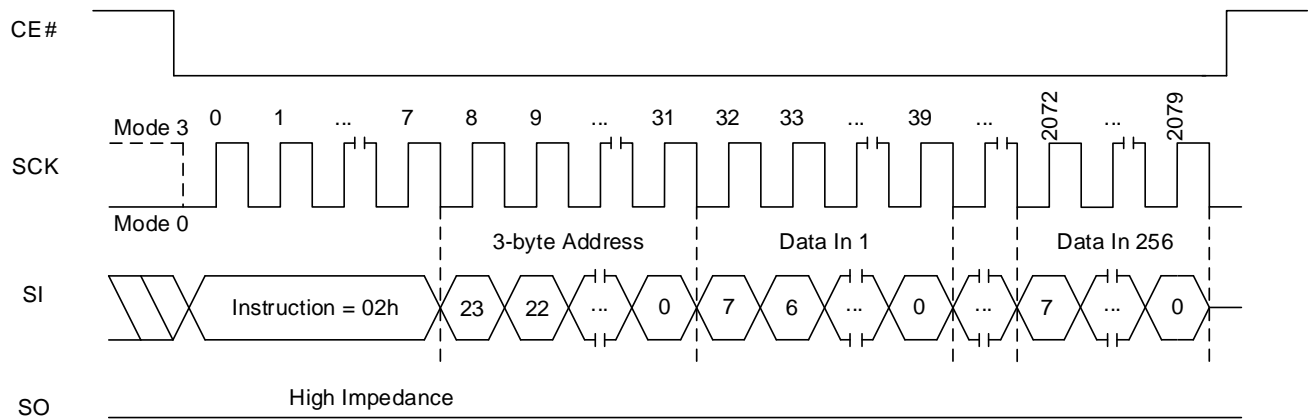 CE#
0 1 ... 7 8 9 ... 31 32 33 ... 39 ... 2072 ... 2079
Mode 3
SCK
Mode 0
3-byte Address Data In 1 Data In 256
SI Instruction = 02h 23 22 ... 0 7 6 ... 0 ... 7 ... 0
High Impedance
SO